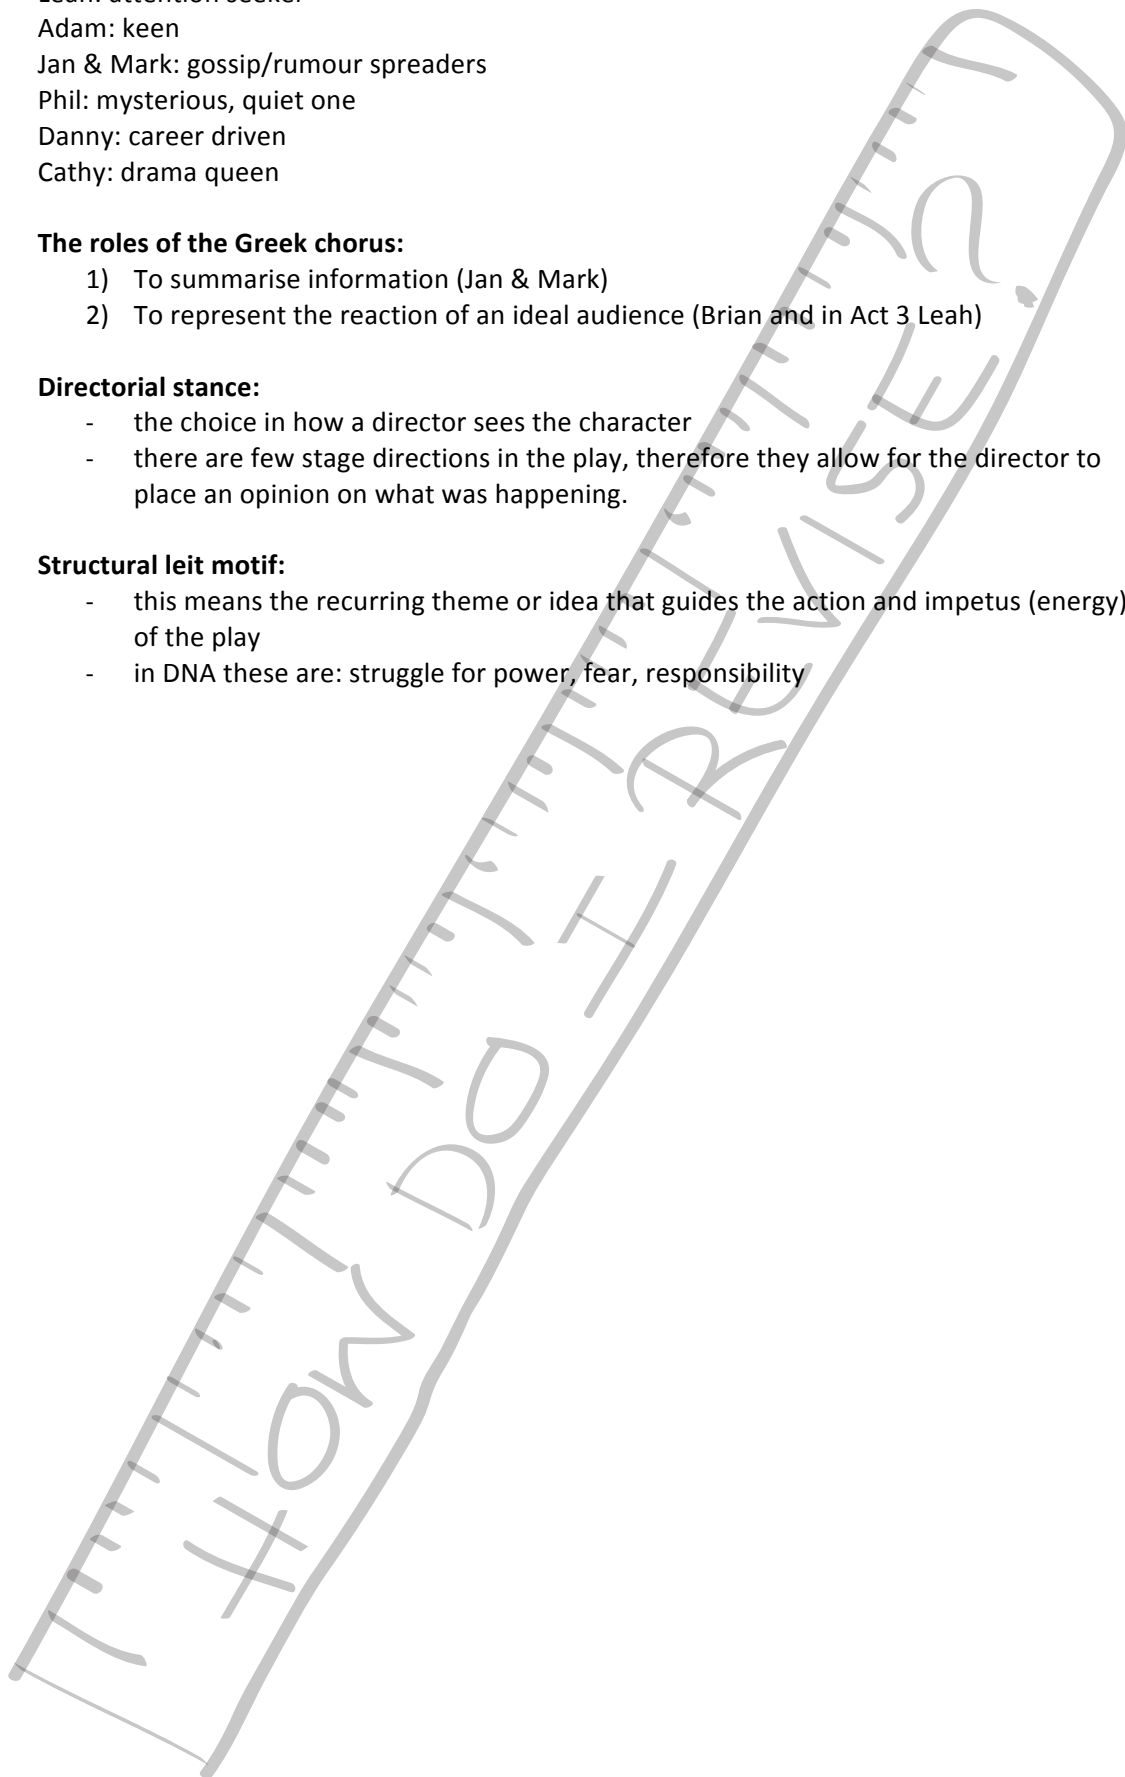 Leah: attention seeker
Adam: keen
Jan & Mark: gossip/rumour spreaders
Phil: mysterious, quiet one
Danny: career driven
Cathy: drama queen
The roles of the Greek chorus:
1) To summarise information (Jan & Mark)
2) To represent the reaction of an ideal audience (Brian and in Act 3 Leah)
Directorial stance:
- the choice in how a director sees the character
- there are few stage directions in the play, therefore they allow for the director to
place an opinion on what was happening.
Structural leit motif:
- this means the recurring theme or idea that guides the action and impetus (energy)
of the play
- in DNA these are: struggle for power, fear, responsibility
HOW DO I REVISE?